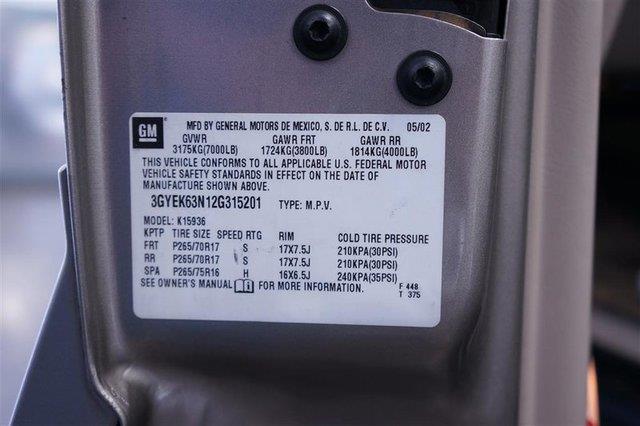 GM MFD BY GENERAL MOTORS DE MEXICO, S. DE R.L. DE C.V. 05/02
GVWR GAWR FRT GAWR RR
3175KG(7000LB) 1724KG(3800LB) 1814KG(4000LB)
THIS VEHICLE CONFORMS TO ALL APPLICABLE U.S. FEDERAL MOTOR
VEHICLE SAFETY STANDARDS IN EFFECT ON THE DATE OF
MANUFACTURE SHOWN ABOVE.
3GYEK63N12G315201 TYPE: M.P.V.
MODEL: K15936
KPTP TIRE SIZE SPEED RTG RIM COLD TIRE PRESSURE
FRT P265/70R17 S 17X7.5J 210KPA(30PSI)
RR P265/70R17 S 17X7.5J 210KPA(30PSI)
SPA P265/75R16 H 16X6.5J 240KPA(35PSI)
SEE OWNER'S MANUAL FOR MORE INFORMATION. F 448
T 375